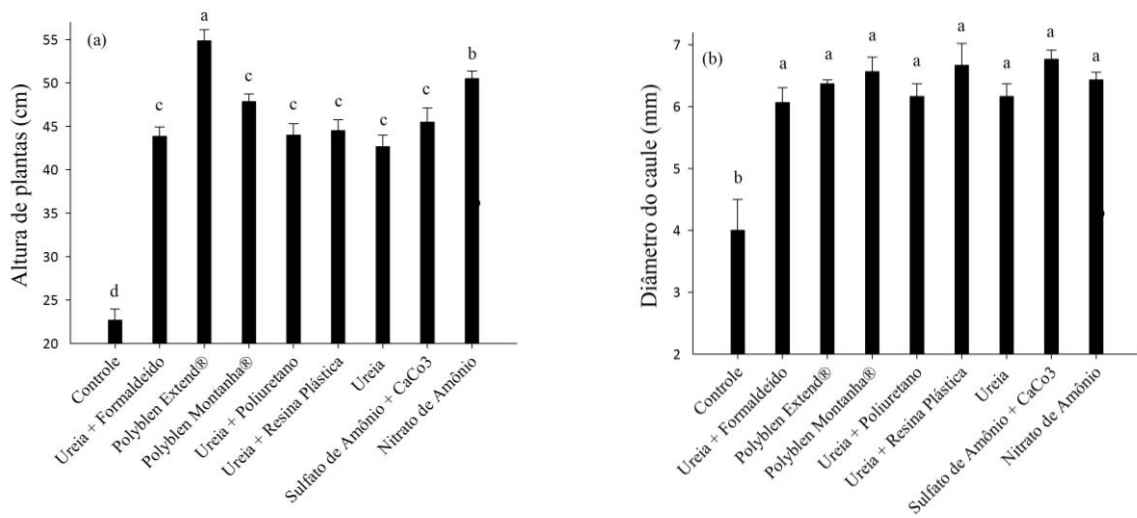 (a)
Altura de plantas (cm)
55
50
45
40
35
30
25
20
d
c
a
c
c
c
c
c
b
Controle
Ureia + Formaldeído
Polyblen Extend®
Polyblen Montanha®
Ureia + Poliuretano
Ureia + Resina Plástica
Ureia
Sulfato de Amônio + CaCo3
Nitrato de Amônio
(b)
Diâmetro do caule (mm)
7
6
5
4
3
2
b
a
a
a
a
a
a
a
a
Controle
Ureia + Formaldeído
Polyblen Extend®
Polyblen Montanha®
Ureia + Poliuretano
Ureia + Resina Plástica
Ureia
Sulfato de Amônio + CaCo3
Nitrato de Amônio